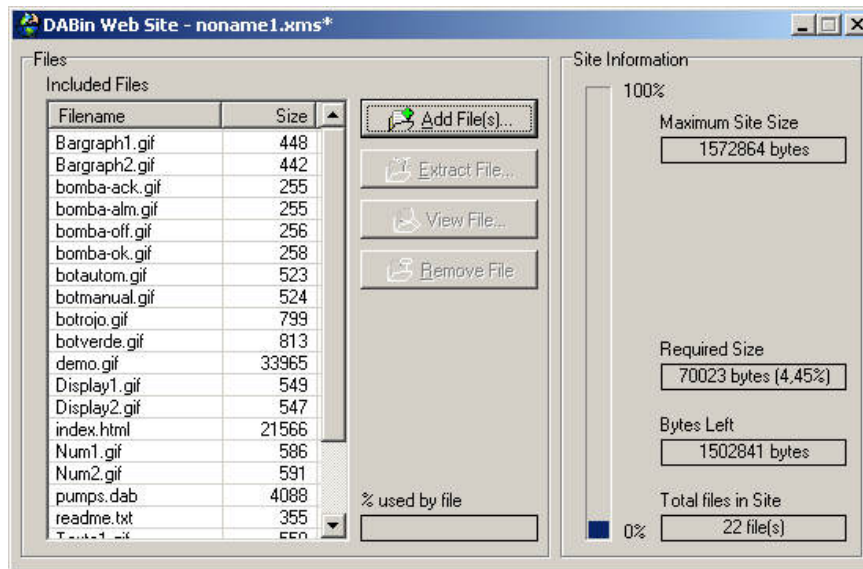 DABin Web Site - noname1.xms*
Files
Included Files
Filename Size
Bargraph1.gif 448
Bargraph2.gif 442
bomba-ack.gif 255
bomba-alm.gif 255
bomba-off.gif 256
bomba-ok.gif 258
botautom.gif 523
botmanual.gif 524
botrojo.gif 799
botverde.gif 813
demo.gif 33965
Display1.gif 549
Display2.gif 547
index.html 21566
Num1.gif 586
Num2.gif 591
pumps.dab 4088
readme.txt 355
Add File(s)...
Extract File...
View File...
Remove File
% used by file
Site Information
100%
0%
Maximum Site Size
1572864 bytes
Required Size
70023 bytes (4,45%)
Bytes Left
1502841 bytes
Total files in Site
22 file(s)